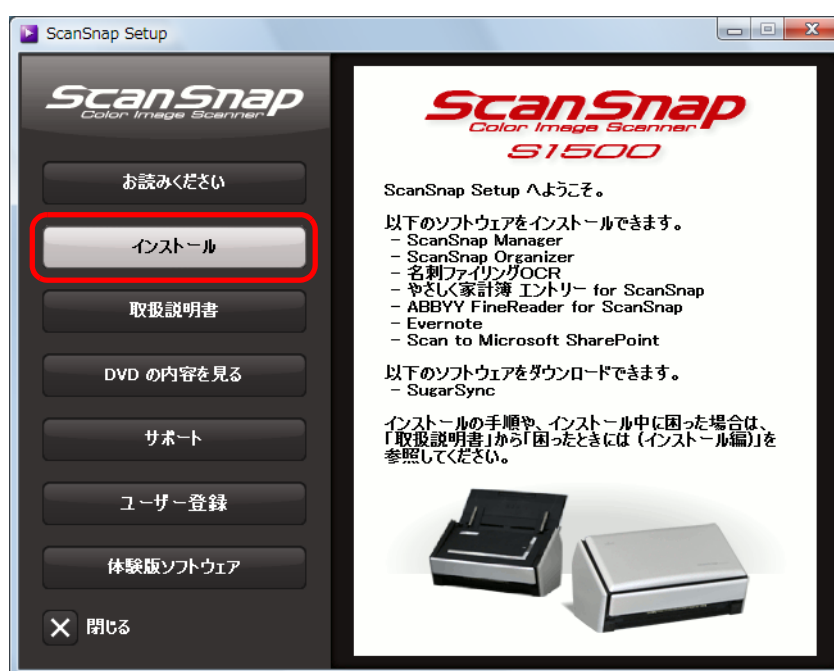 ScanSnap Setup
ScanSnap
Color Image Scanner
お読みください
インストール
取扱説明書
DVD の内容を見る
サポート
ユーザー登録
体験版ソフトウェア
閉じる
ScanSnap
Color Image Scanner
S1500
ScanSnap Setup へようこそ。
以下のソフトウェアをインストールできます。
- ScanSnap Manager
- ScanSnap Organizer
- 名刺ファイリングOCR
- やさしく家計簿 エントリー for ScanSnap
- ABBYY FineReader for ScanSnap
- Evernote
- Scan to Microsoft SharePoint
以下のソフトウェアをダウンロードできます。
- SugarSync
インストールの手順や、インストール中に困った場合は、
「取扱説明書」から「困ったときには (インストール編)」を
参照してください。